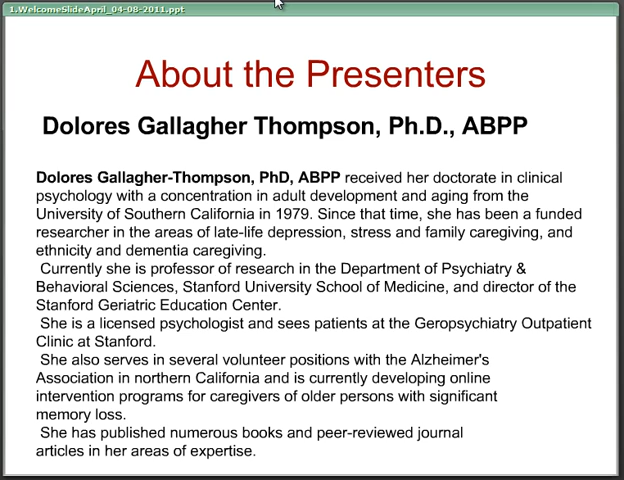 1.WelcomeSlideApril_04-08-2011.ppt
About the Presenters
Dolores Gallagher Thompson, Ph.D., ABPP
Dolores Gallagher-Thompson, PhD, ABPP received her doctorate in clinical
psychology with a concentration in adult development and aging from the
University of Southern California in 1979. Since that time, she has been a funded
researcher in the areas of late-life depression, stress and family caregiving, and
ethnicity and dementia caregiving.
Currently she is professor of research in the Department of Psychiatry &
Behavioral Sciences, Stanford University School of Medicine, and director of the
Stanford Geriatric Education Center.
She is a licensed psychologist and sees patients at the Geropsychiatry Outpatient
Clinic at Stanford.
She also serves in several volunteer positions with the Alzheimer's
Association in northern California and is currently developing online
intervention programs for caregivers of older persons with significant
memory loss.
She has published numerous books and peer-reviewed journal
articles in her areas of expertise.